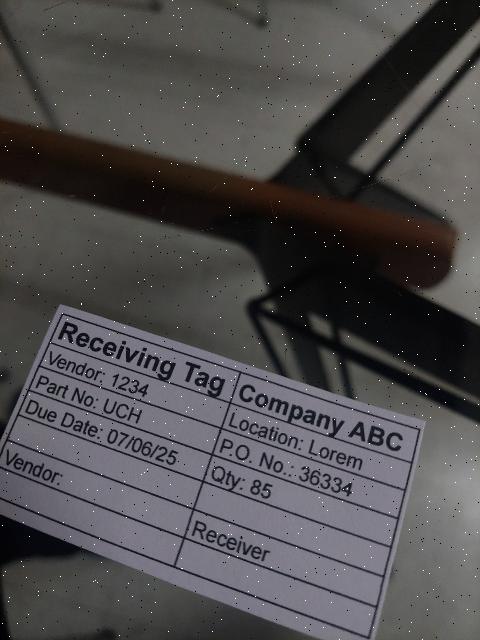 Receiving Tag
Company ABC
Vendor: 1234
Location: Lorem
Part No: UCH
P.O. No.: 36334
Due Date: 07/06/25
Qty: 85
Vendor:
Receiver